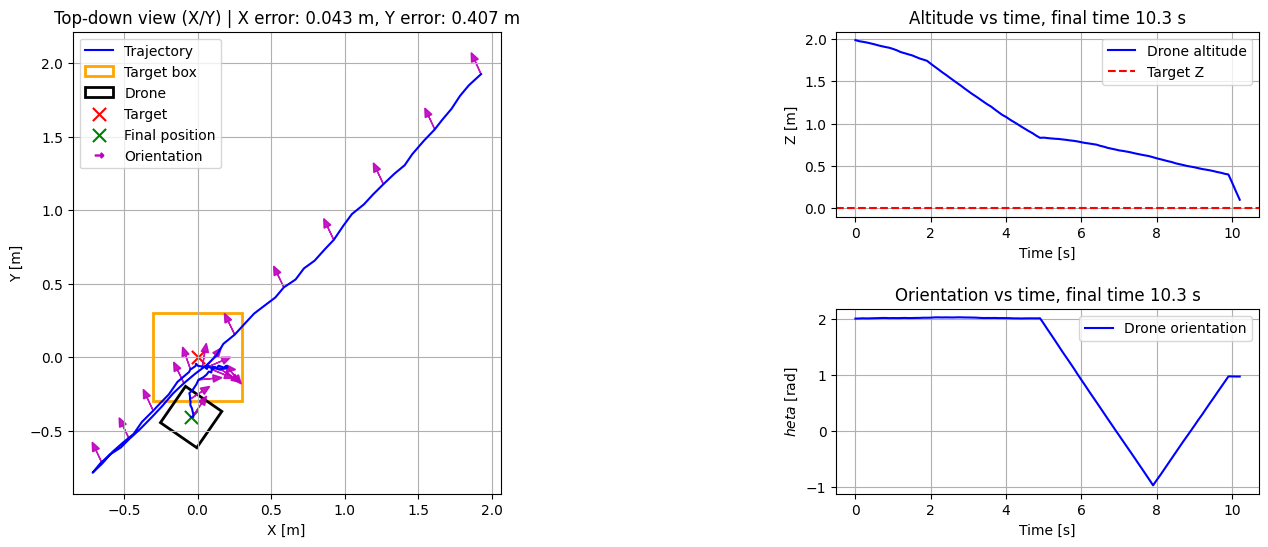 Top-down view (X/Y) | X error: 0.043 m, Y error: 0.407 m
Trajectory
Target box
Drone
Target
Final position
Orientation
2.0
1.5
1.0
0.5
0.0
−0.5
Y [m]
−0.5
0.0
0.5
1.0
1.5
2.0
X [m]
Altitude vs time, final time 10.3 s
Drone altitude
Target Z
2.0
1.5
1.0
0.5
0.0
Z [m]
0
2
4
6
8
10
Time [s]
Orientation vs time, final time 10.3 s
Drone orientation
2
1
0
−1
heta [rad]
0
2
4
6
8
10
Time [s]